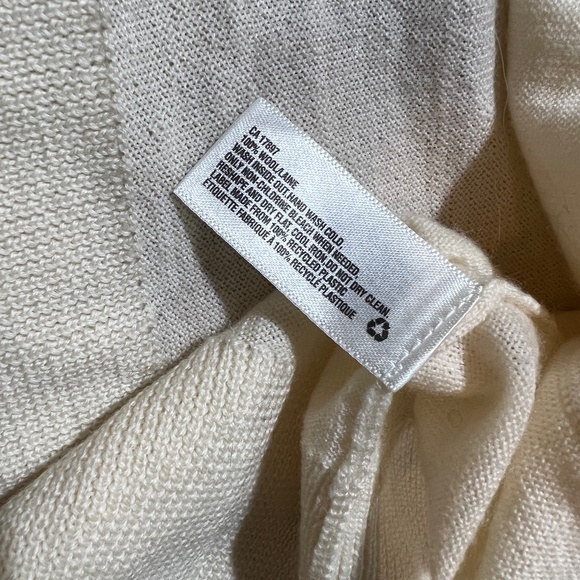 CA 17897
100% WOOL/LAINE
WASH.INSIDE OUT.HAND WASH COLD.
ONLY NON-CHLORINE BLEACH WHEN NEEDED
RESHAPE AND DRY FLAT, COOL IRON.DO NOT DRY CLEAN.
LABEL MADE FROM 100% RECYCLED PLASTIC
ETIQUETTE FABRIQUÉ À 100% RECYCLÉ PLASTIQUE